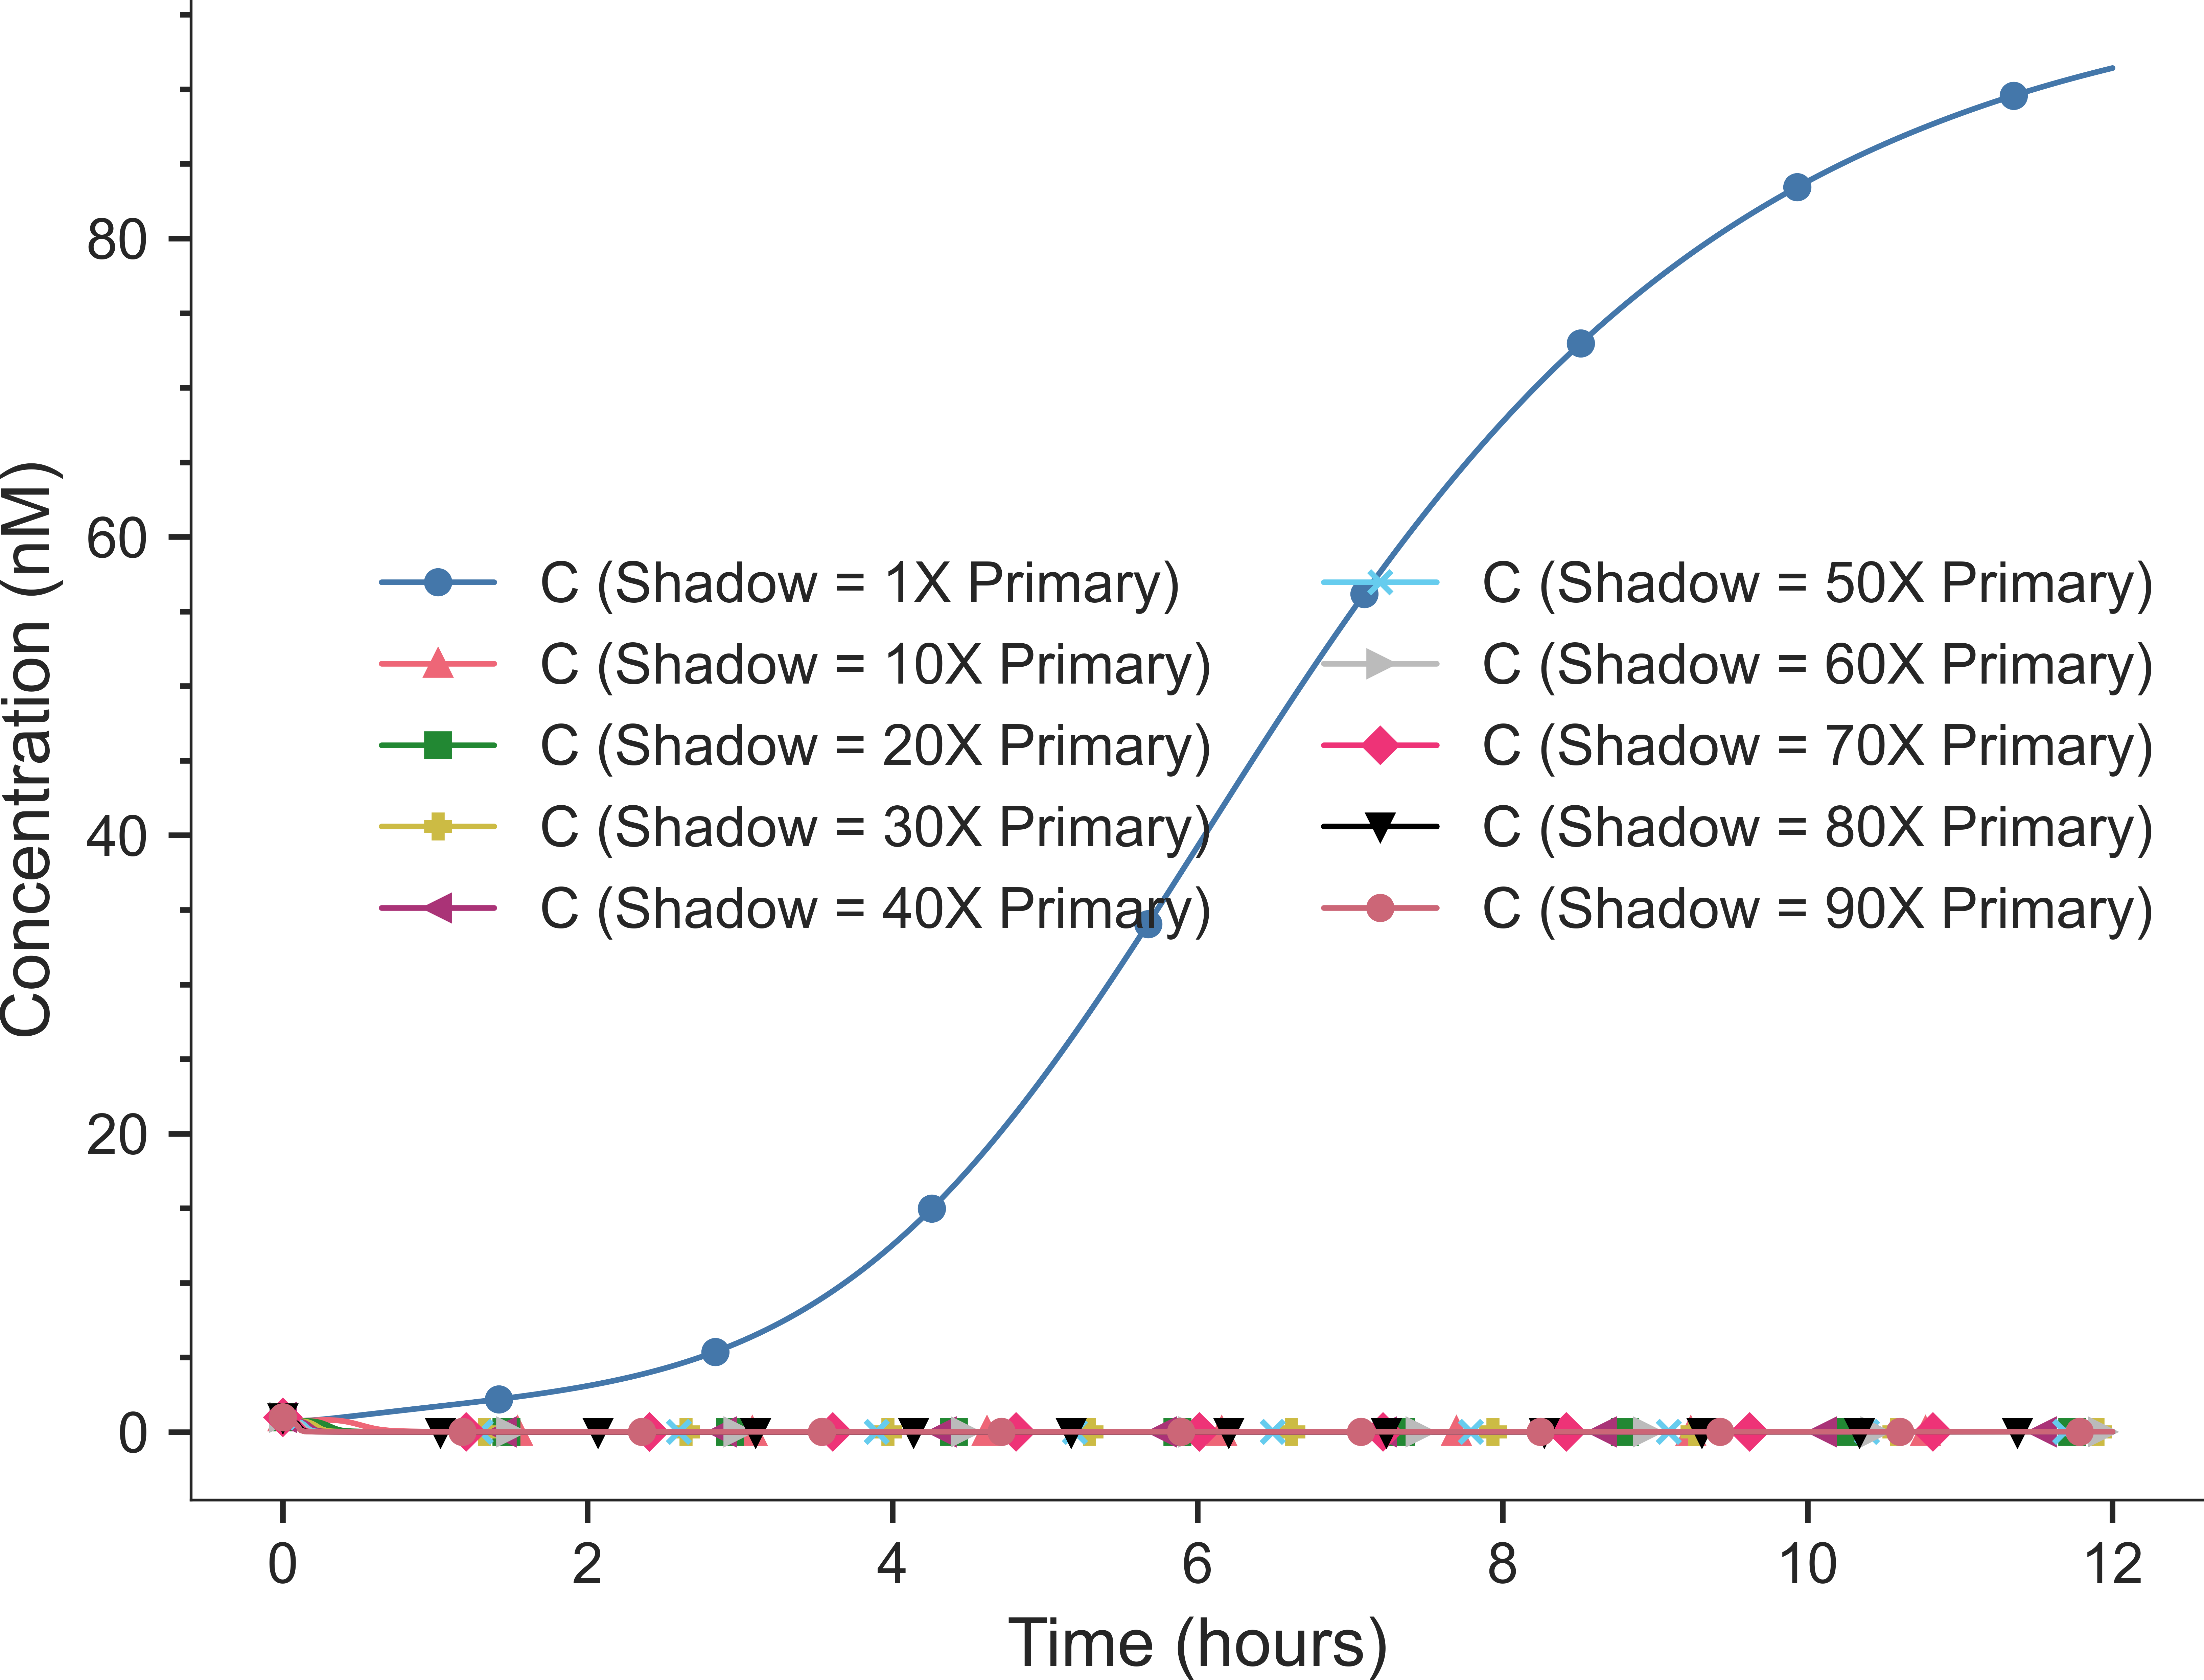 Concentration (nM)
80
60
40
20
0
C (Shadow = 1X Primary)
C (Shadow = 10X Primary)
C (Shadow = 20X Primary)
C (Shadow = 30X Primary)
C (Shadow = 40X Primary)
C (Shadow = 50X Primary)
C (Shadow = 60X Primary)
C (Shadow = 70X Primary)
C (Shadow = 80X Primary)
C (Shadow = 90X Primary)
0 2 4 6 8 10 12
Time (hours)